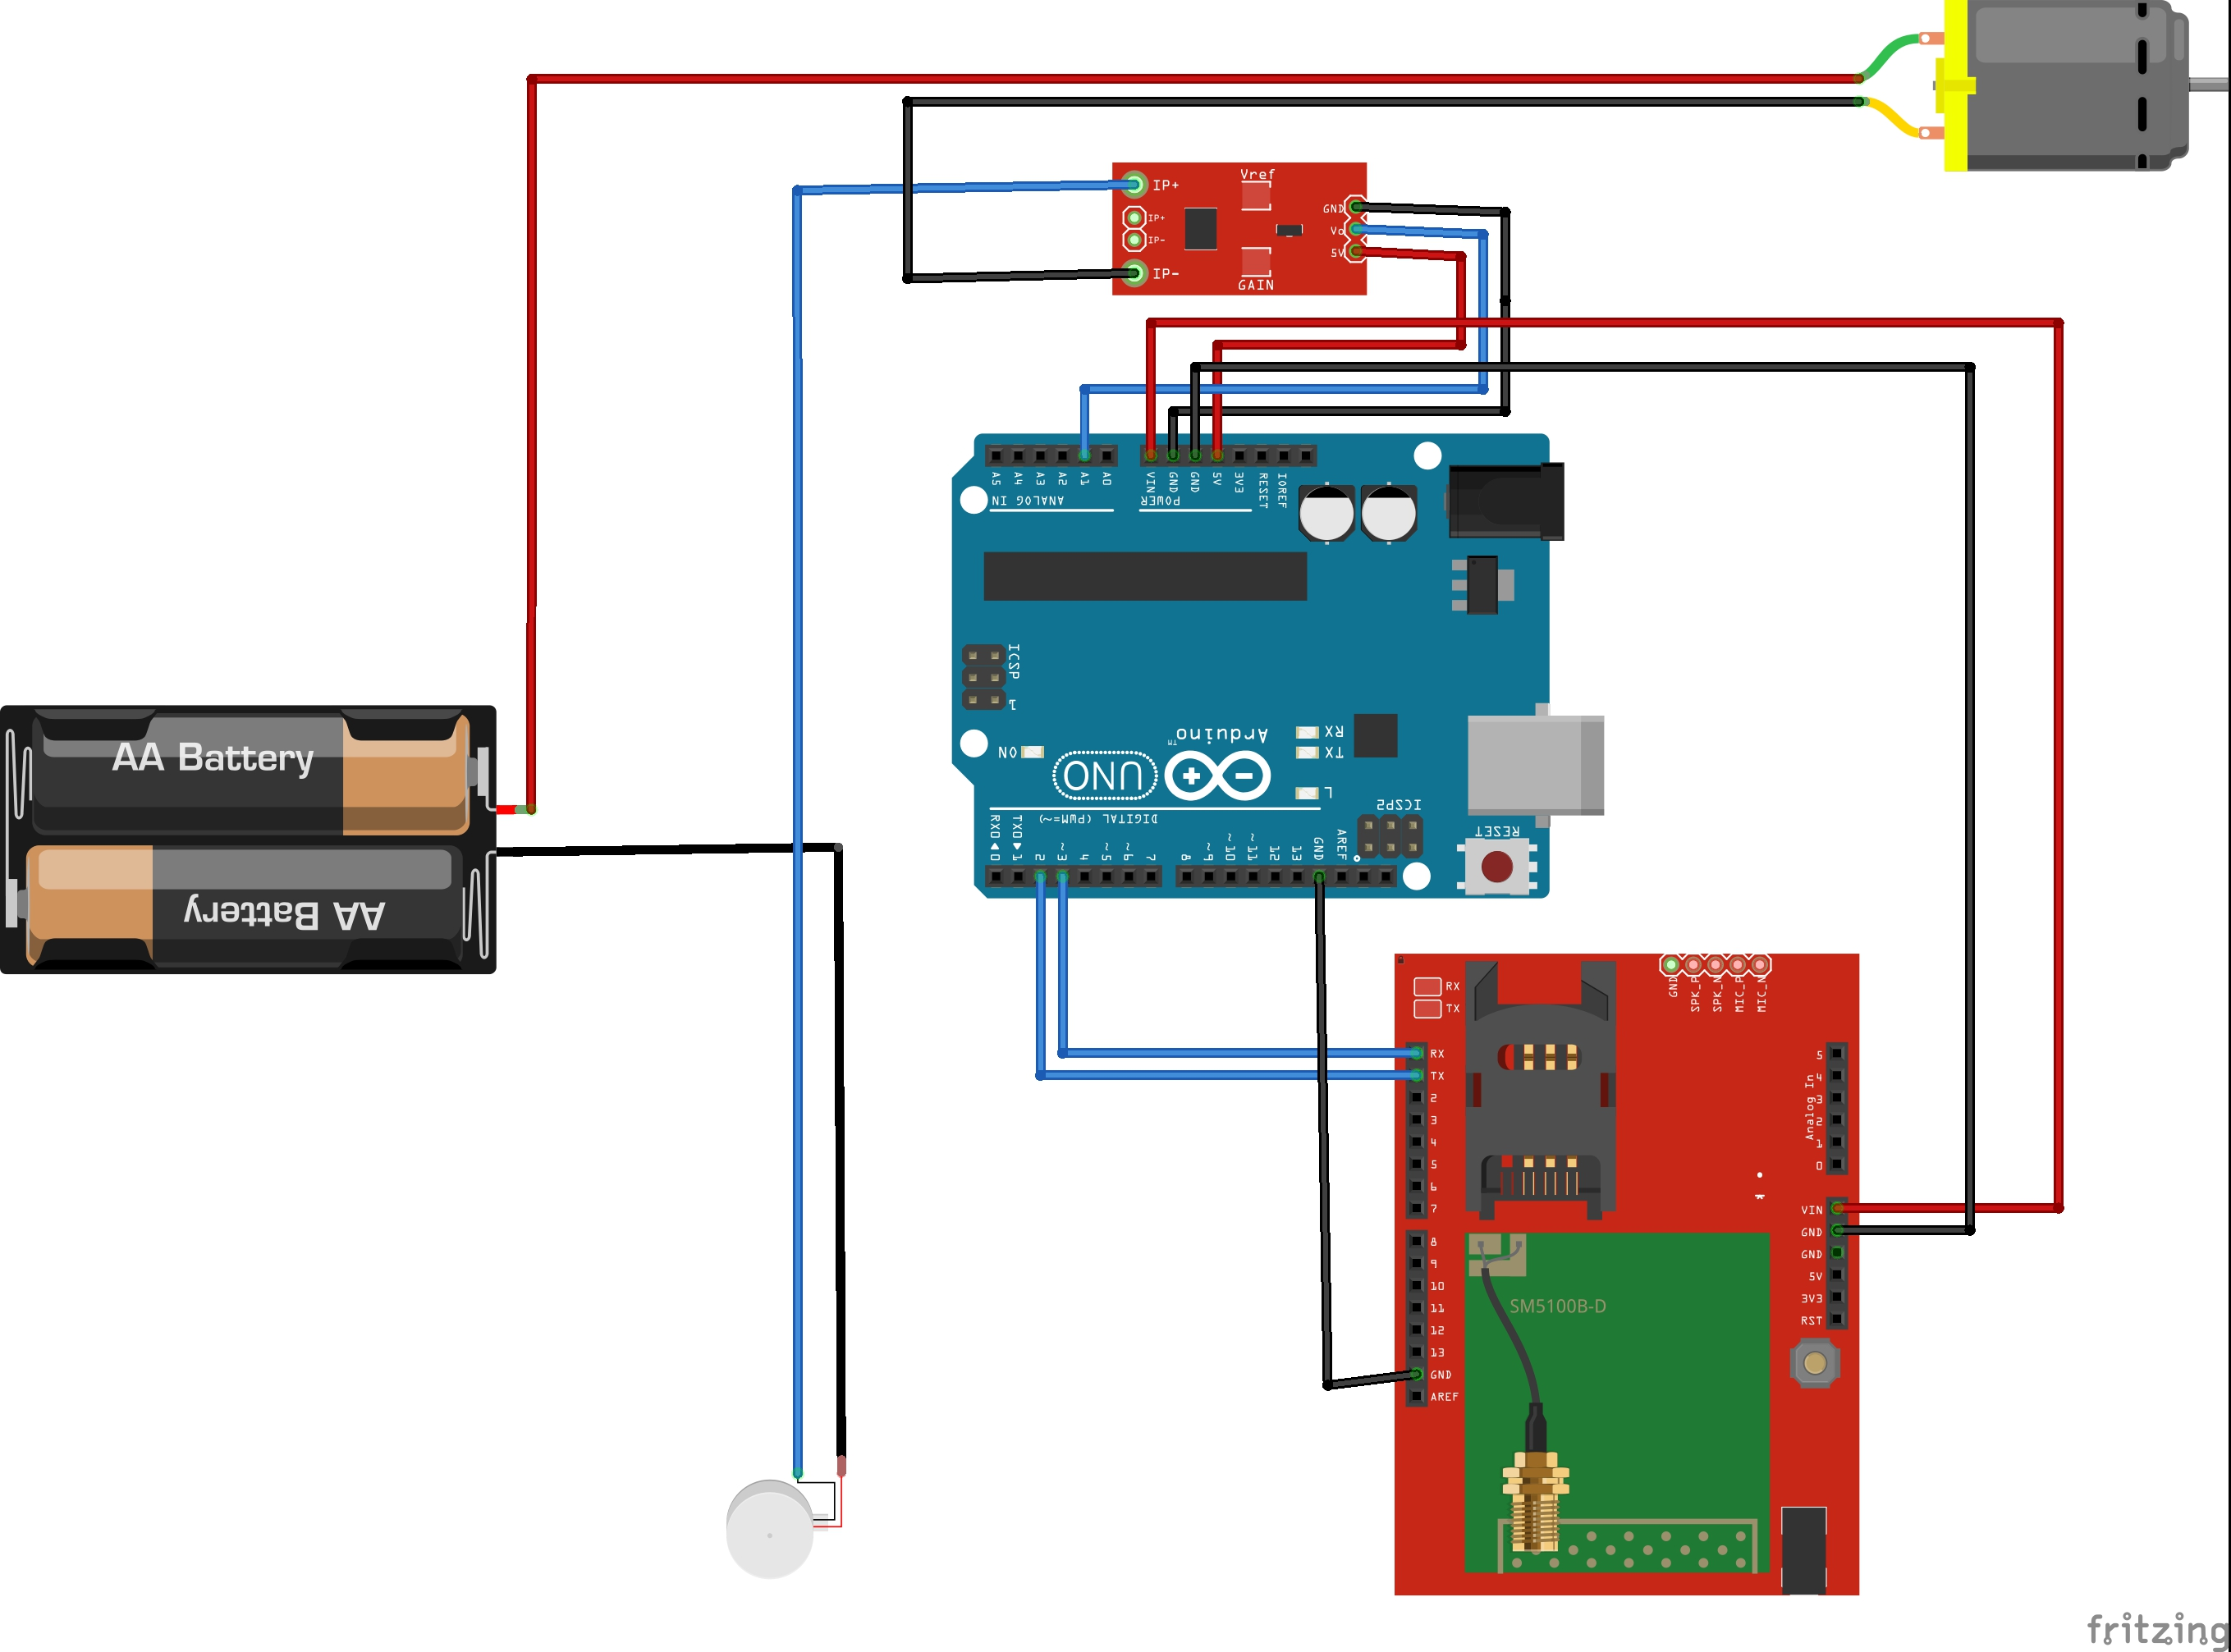 Vref
IP+
IP+
IP-
IP-
GND
Vo
5V
GAIN
A5
A4
A3
A2
A1
A0
VIN
GND
GND
5V
3V3
RESET
IOREF
ANALOG IN
POWER
ICSP
1
AA Battery
AA Battery
Arduino
TM
UNO
ON
RX
TX
L
ICSP2
RESET
DIGITAL (PWM=~)
RX0◀0
TX0▶1
2
~3
4
~5
~6
7
8
~9
~10
~11
12
13
GND
AREF
RX
TX
GND
SPK_P
SPK_N
MIC_P
MIC_N
RX
TX
2
3
4
5
6
7
8
9
10
11
12
13
GND
AREF
5
4
3
2
1
0
Analog In
VIN
GND
GND
5V
3V3
RST
SM5100B-D
fritzing